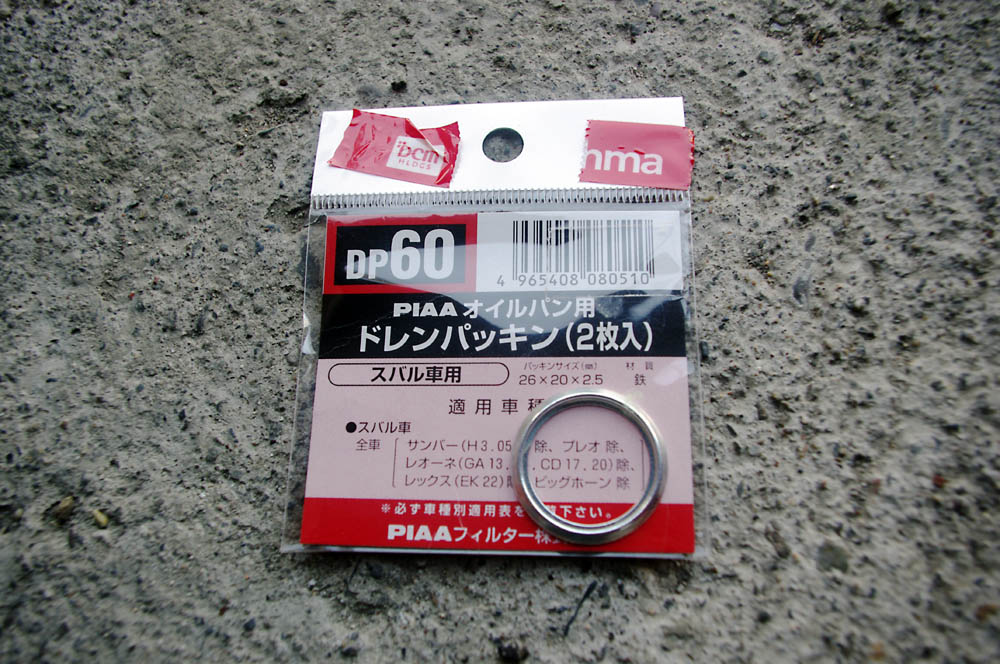 DCM
HLDGS
nma
DP60
4 965408 080510
PIAA オイルパン用
ドレンパッキン(2枚入)
スバル車用
パッキンサイズ(㎜) 材質
26×20×2.5 鉄
適用車種
●スバル車
全車 サンバー(H3.05 除、プレオ 除、
レオーネ(GA13, , CD17, 20)除、
レックス(EK22) ビッグホーン 除
※必ず車種別適用表を 覧下さい。
PIAAフィルター株